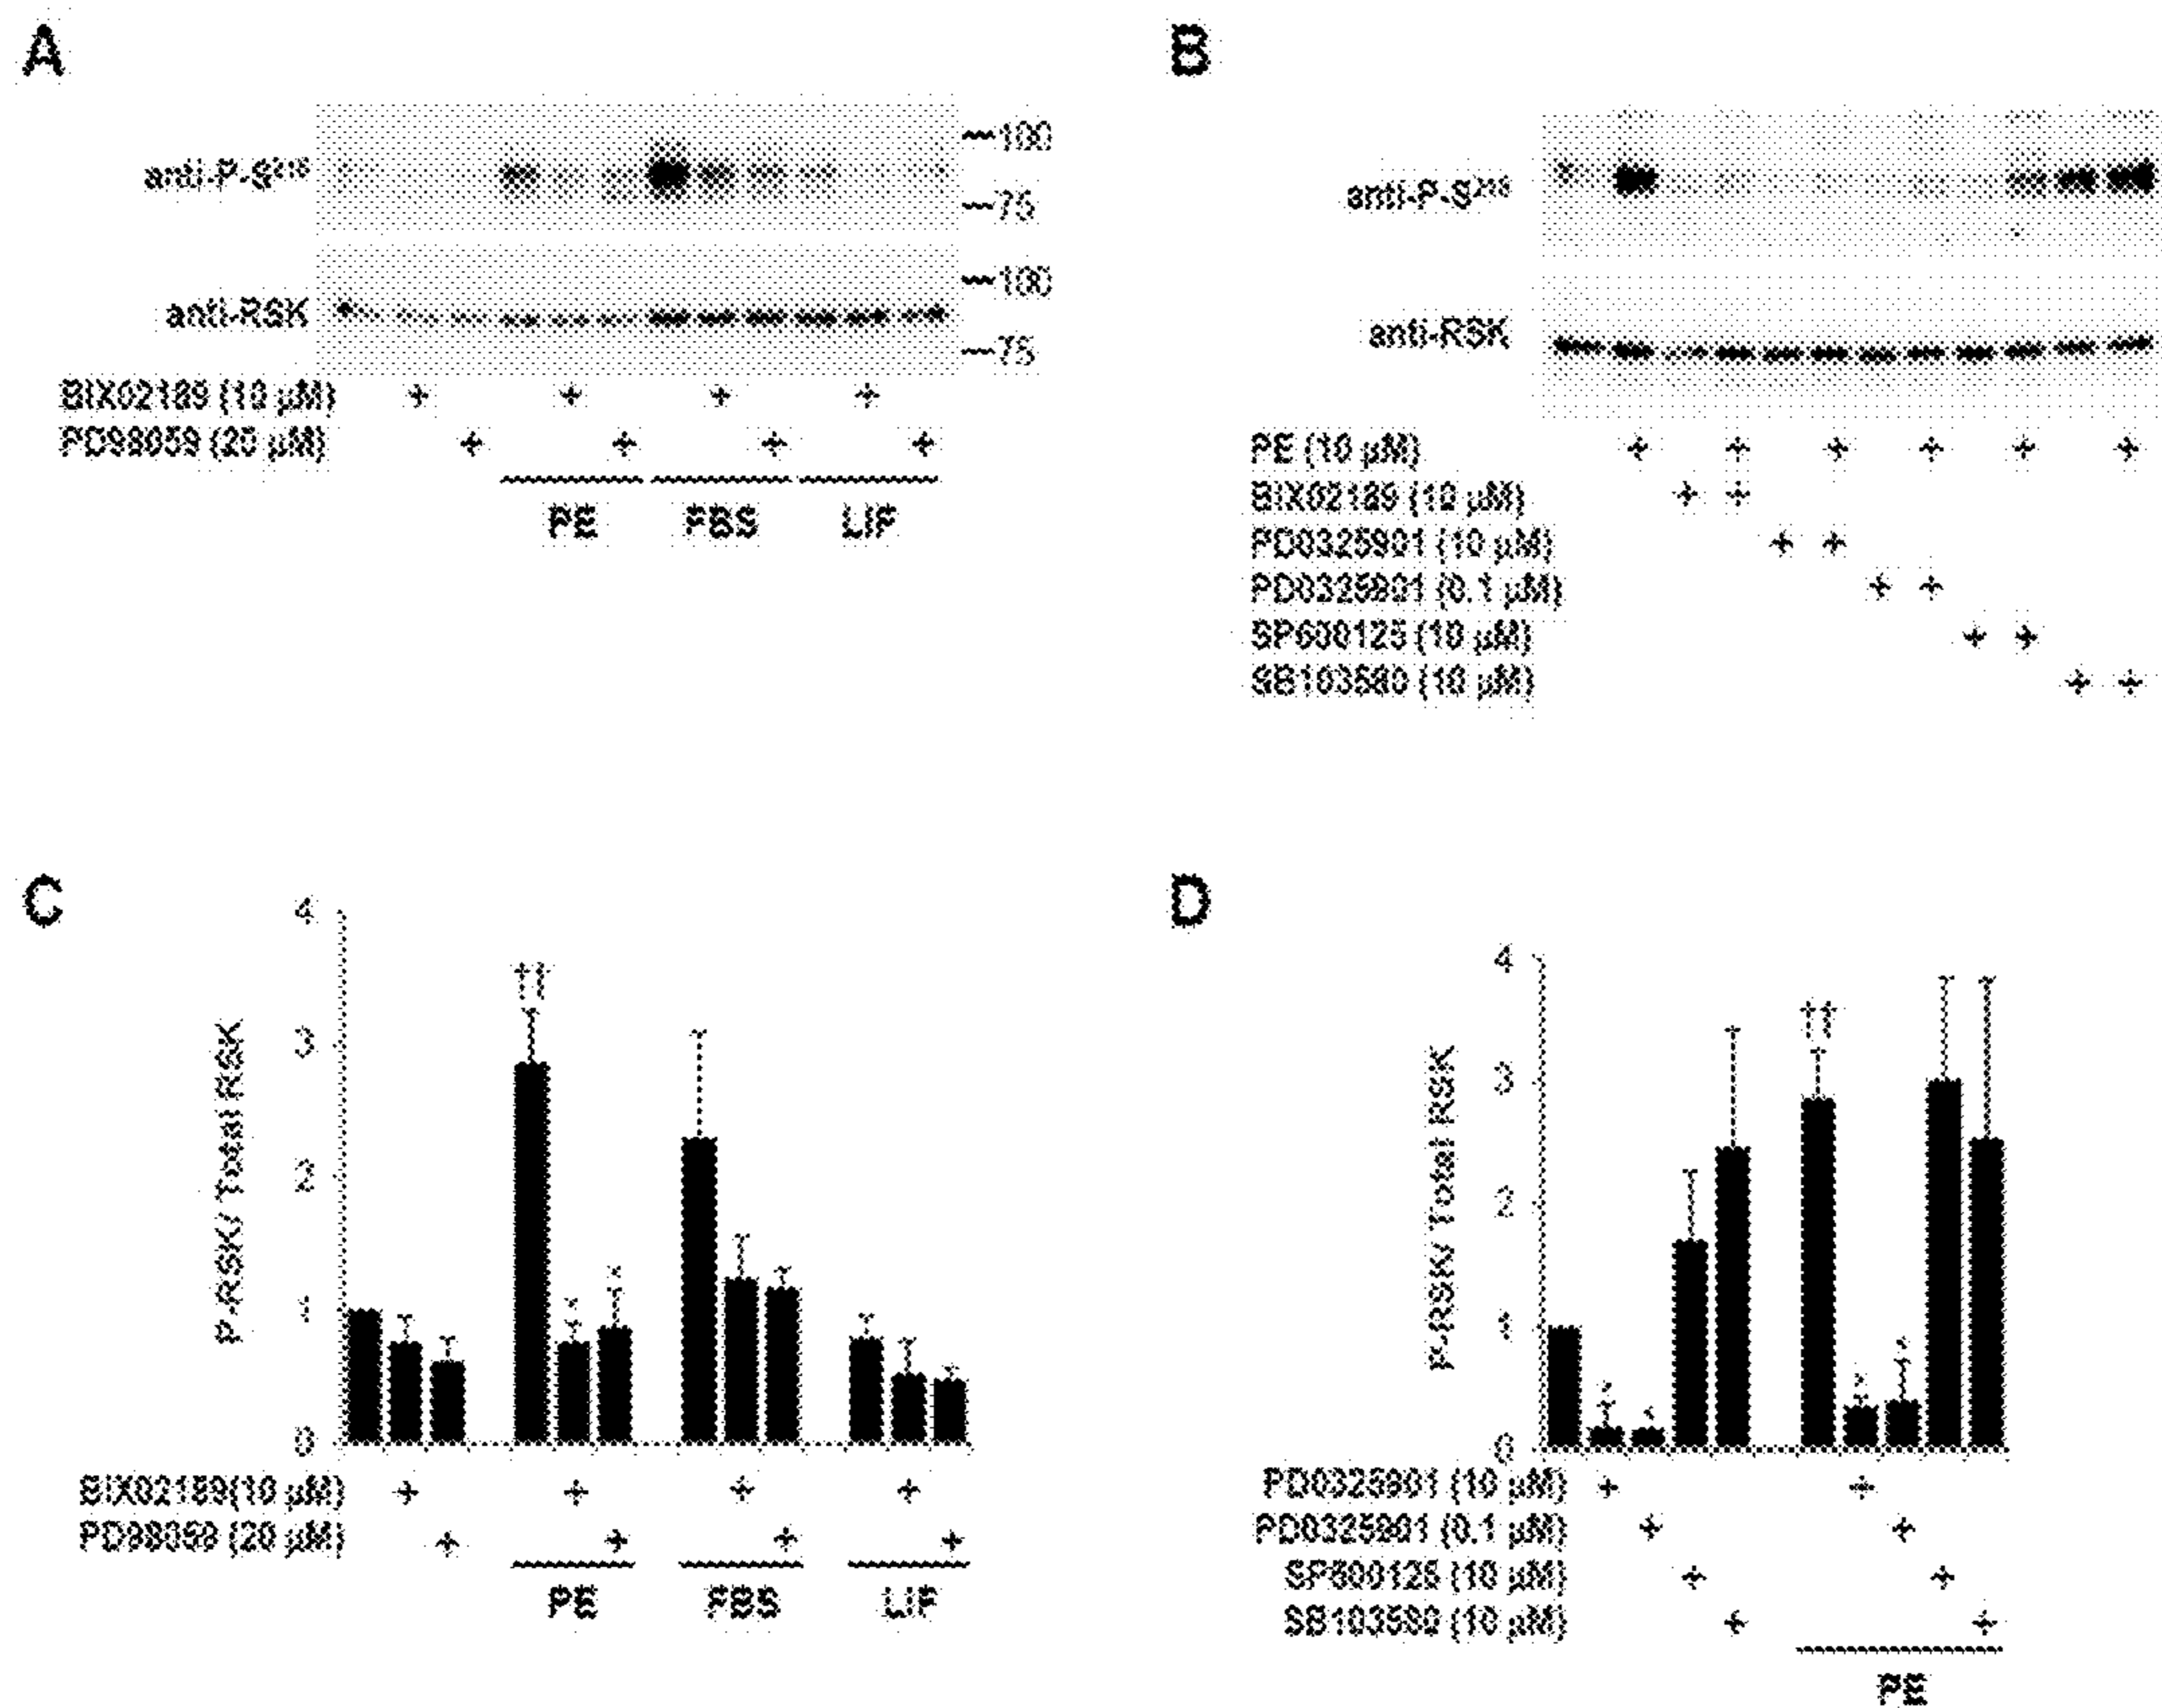 A
anti-P-S²¹⁸
100
75
anti-RSK
100
75
BIX02189 (10 µM) + + + +
PD98059 (25 µM) + + + +
PE FBS LIF
B
anti-P-S²¹⁸
anti-RSK
PE (10 µM) + + + + + +
BIX02189 (10 µM) + +
PD0325901 (10 µM) + +
PD0325901 (0.1 µM) + +
SP600125 (10 µM) + +
SB103580 (10 µM) + +
C
P-RSK/ Total RSK
4
††
3
2
1
0
BIX02189(10 µM) + + + +
PD98059 (20 µM) + + + +
PE FBS LIF
D
P-RSK/ Total RSK
4
††
3
2
1
0
PD0325901 (10 µM) + +
PD0325901 (0.1 µM) + +
SP600125 (10 µM) + +
SB103580 (10 µM) + +
PE